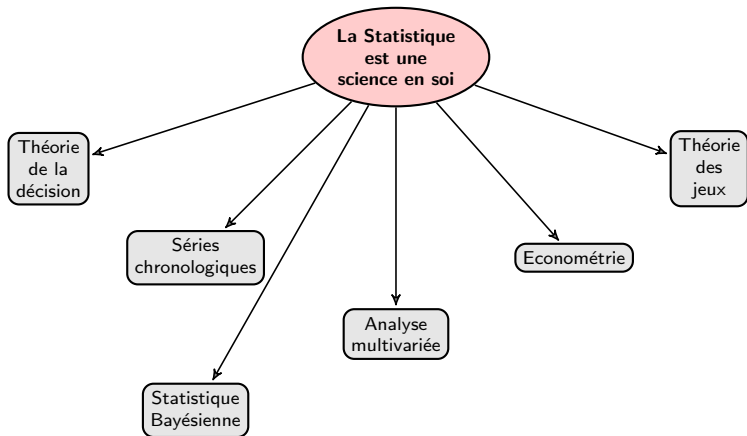 La Statistique
est une
science en soi
Théorie
de la
décision
Théorie
des
jeux
Séries
chronologiques
Econométrie
Analyse
multivariée
Statistique
Bayésienne